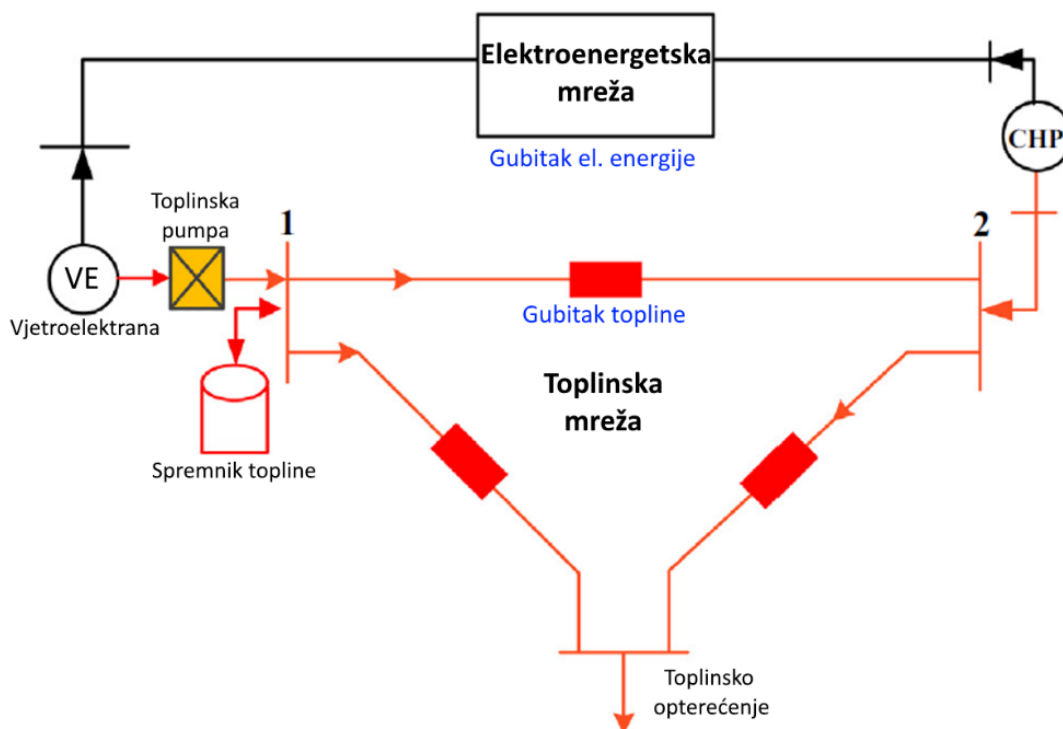 Elektroenergetska
mreža
Gubitak el. energije
CHP
Toplinska
pumpa
1
2
VE
Vjetroelektrana
Gubitak topline
Toplinska
mreža
Spremnik topline
Toplinsko
opterećenje